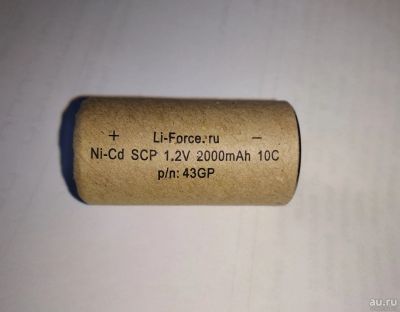 + Li-Force.ru −
Ni-Cd SCP 1.2V 2000mAh 10C
p/n: 43GP
au.ru